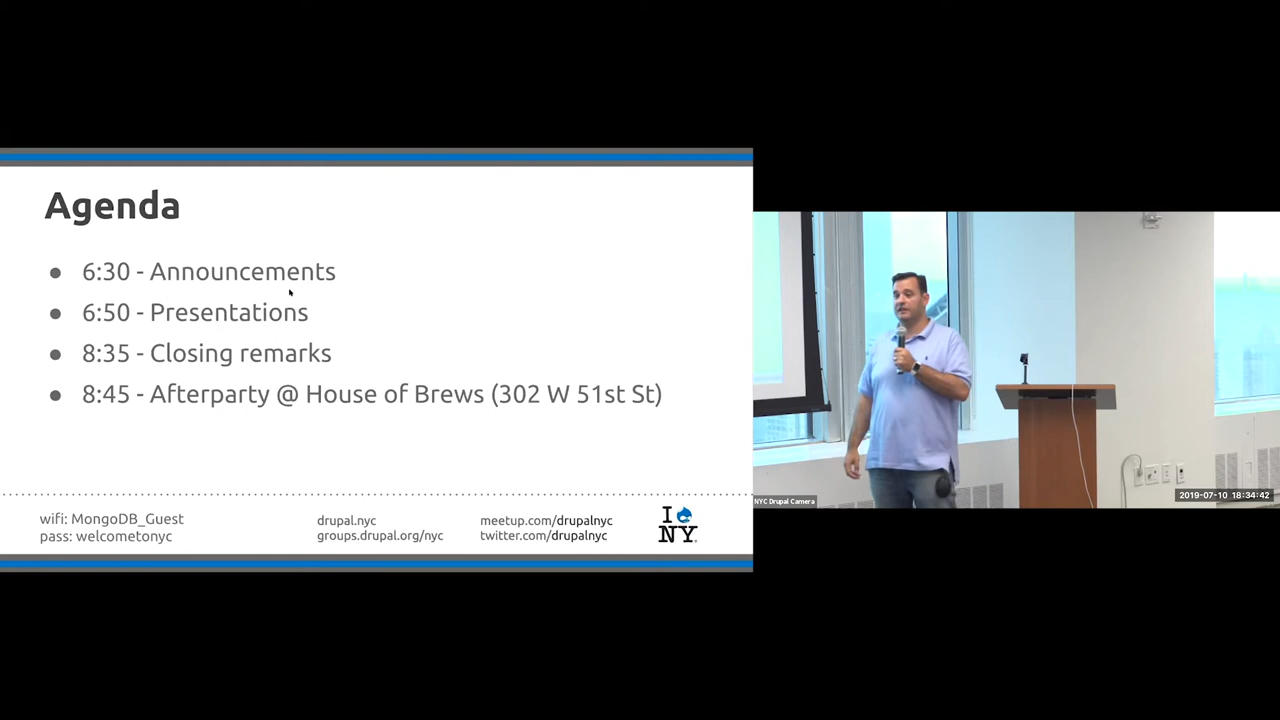 Agenda
● 6:30 - Announcements
● 6:50 - Presentations
● 8:35 - Closing remarks
● 8:45 - Afterparty @ House of Brews (302 W 51st St)
wifi: MongoDB_Guest
pass: welcometonyc
drupal.nyc
groups.drupal.org/nyc
meetup.com/drupalnyc
twitter.com/drupalnyc
I
NY
NYC Drupal Camera
2019-07-10 18:34:42